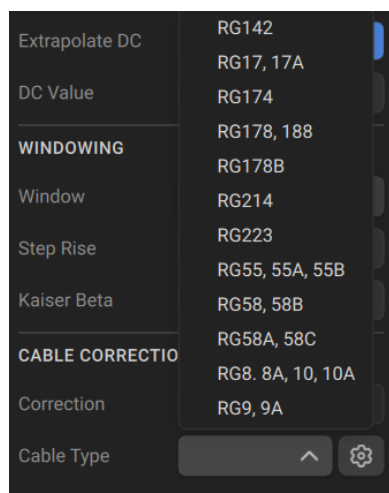 Extrapolate DC
DC Value
WINDOWING
Window
Step Rise
Kaiser Beta
CABLE CORRECTIO
Correction
Cable Type
RG142
RG17, 17A
RG174
RG178, 188
RG178B
RG214
RG223
RG55, 55A, 55B
RG58, 58B
RG58A, 58C
RG8. 8A, 10, 10A
RG9, 9A